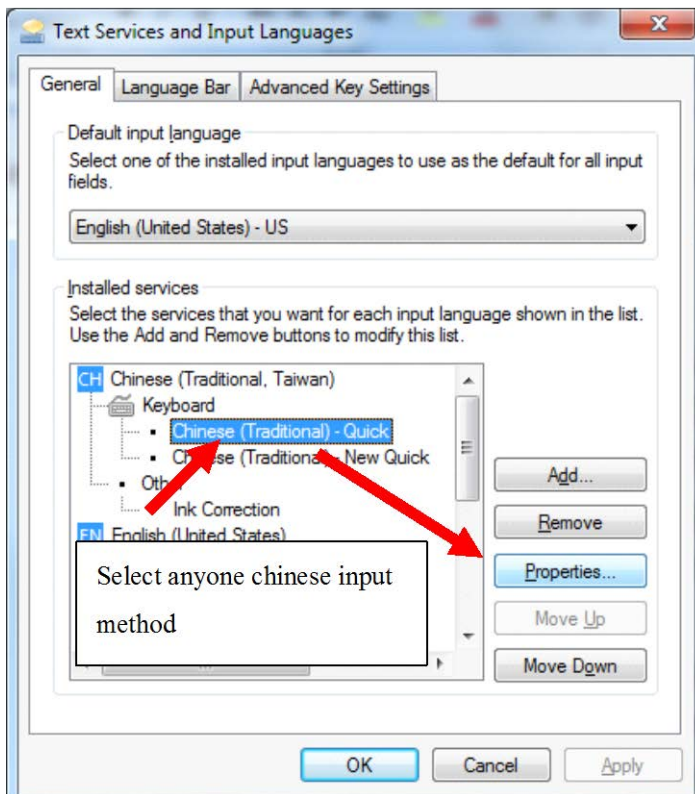 Text Services and Input Languages
General
Language Bar
Advanced Key Settings
Default input language
Select one of the installed input languages to use as the default for all input
fields.
English (United States) - US
Installed services
Select the services that you want for each input language shown in the list.
Use the Add and Remove buttons to modify this list.
CH Chinese (Traditional, Taiwan)
Keyboard
Chinese (Traditional) - Quick
(Traditional) - New Quick
Ink Correction
EN English (United States)
Select anyone chinese input
method
Add...
Remove
Properties...
Move Up
Move Down
OK
Cancel
Apply